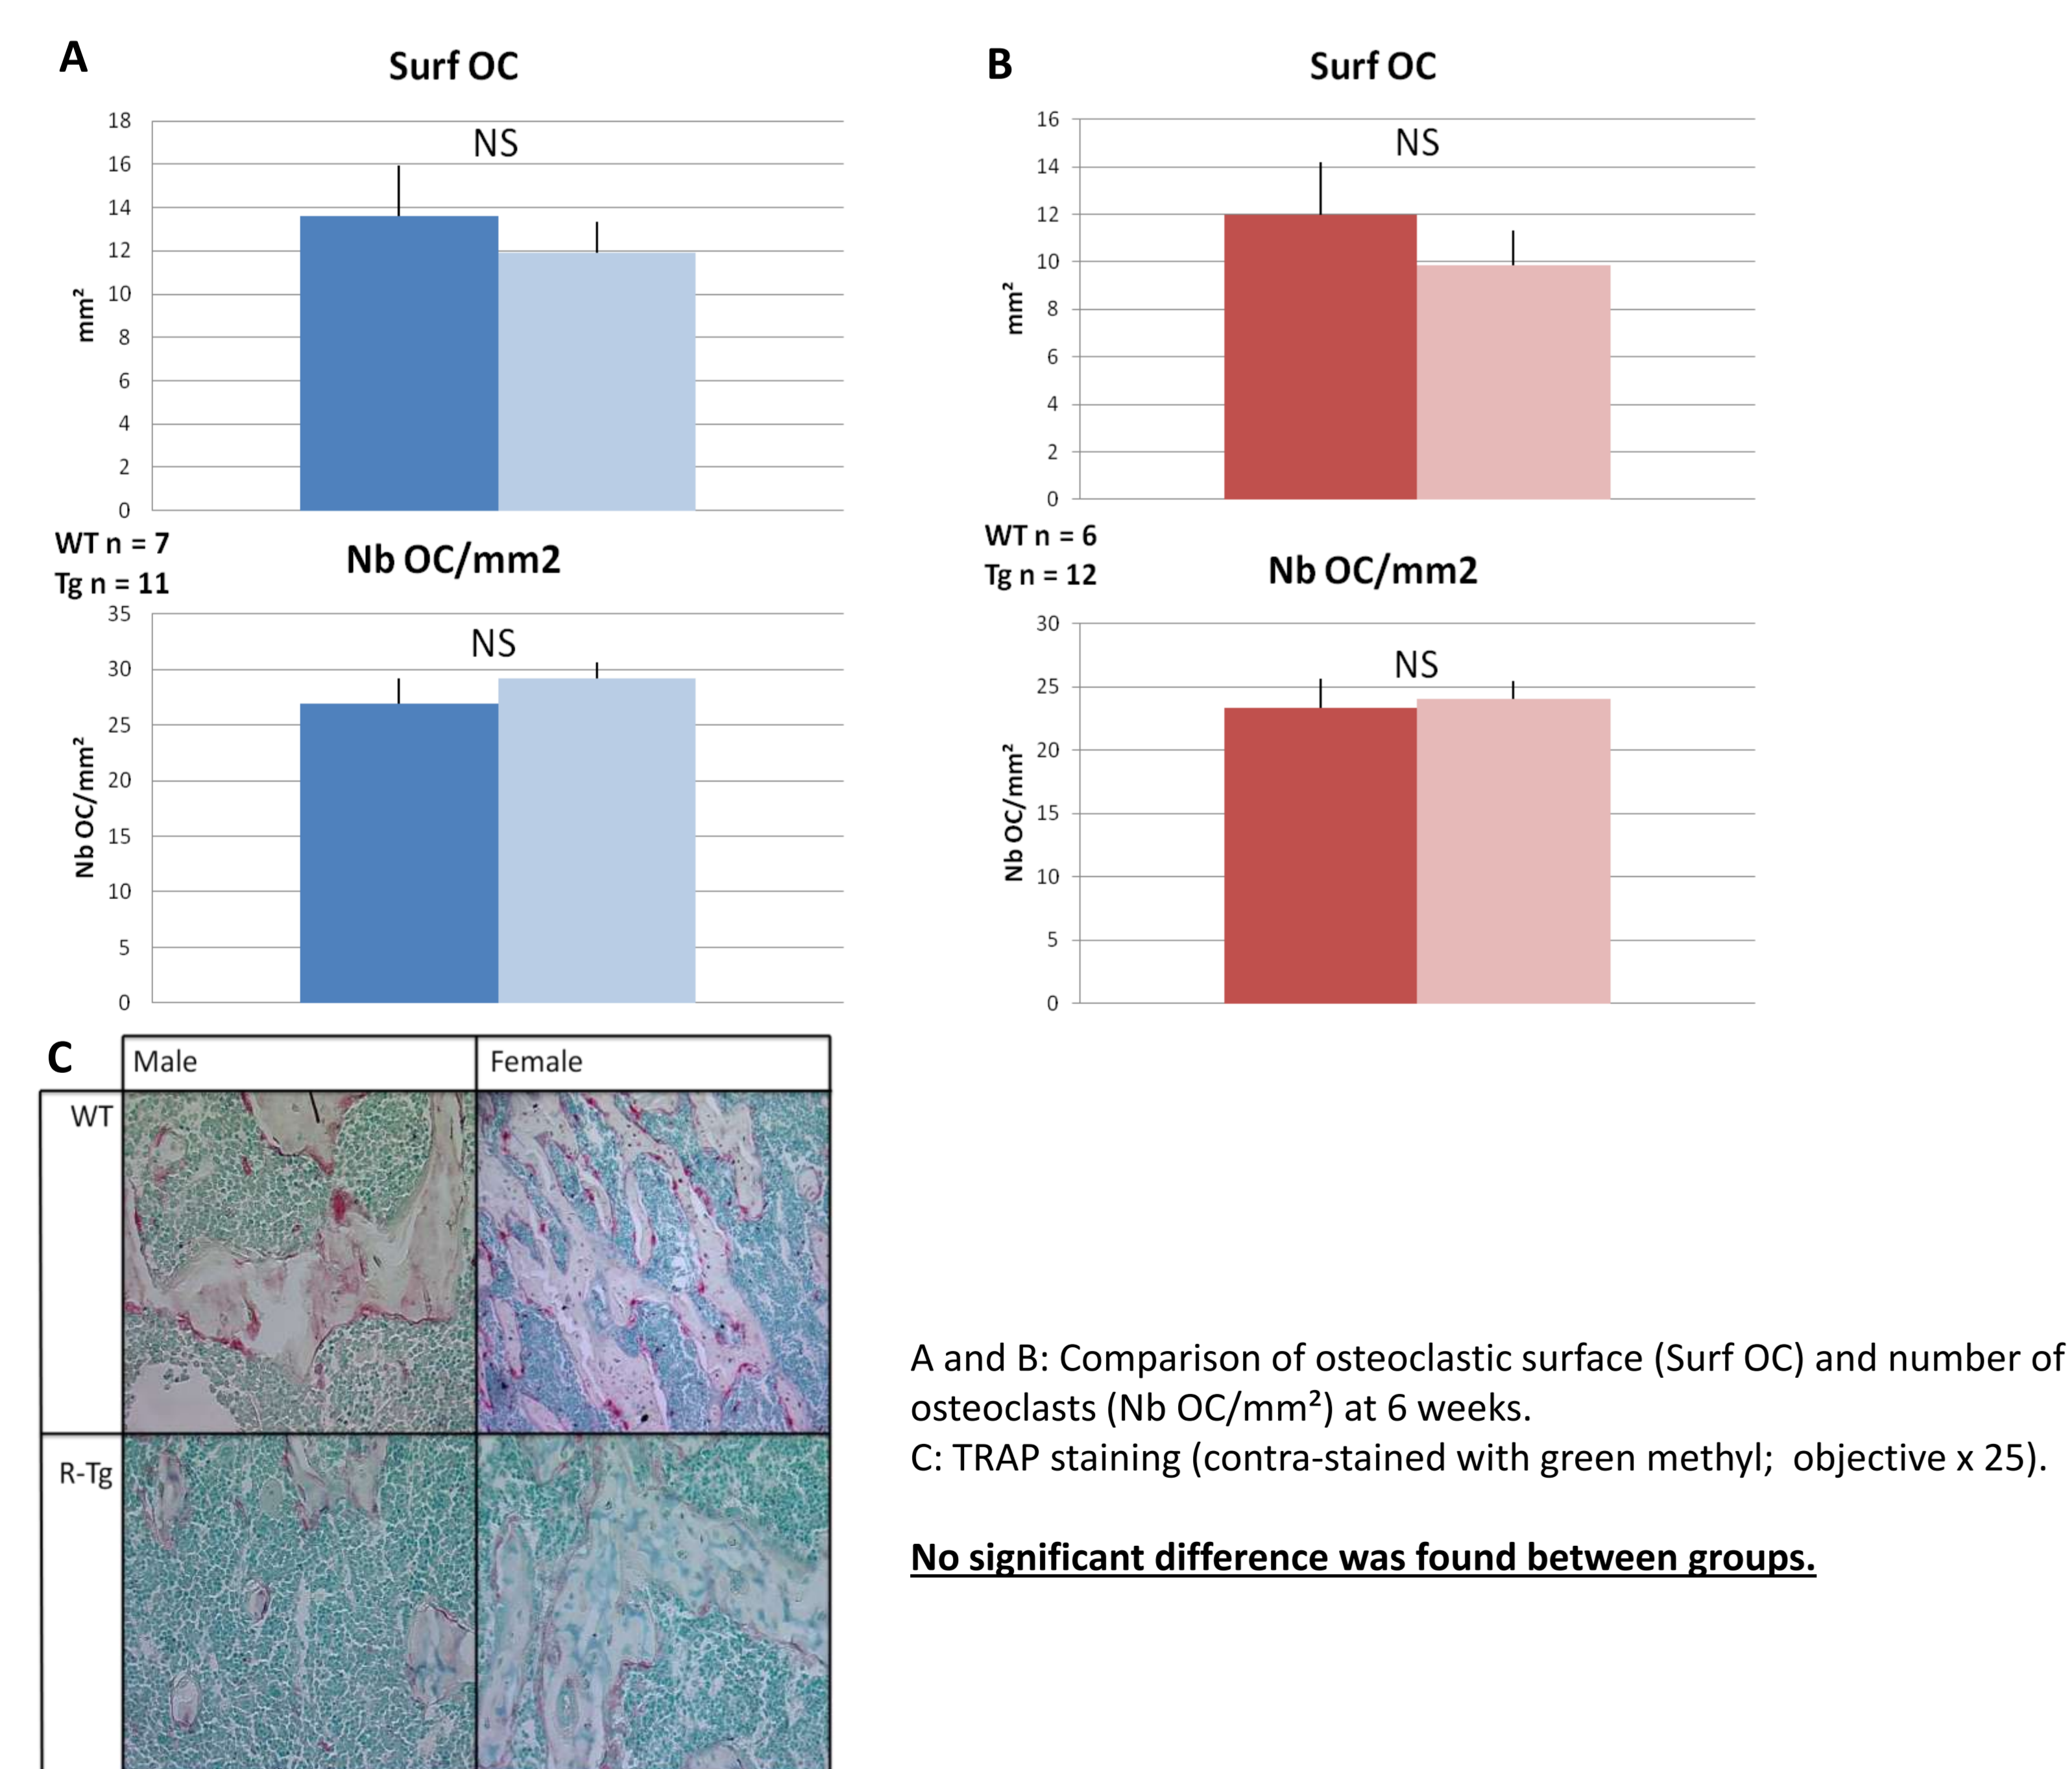 A
Surf OC
18
16
14
12
10
8
6
4
2
0
mm²
NS
WT n = 7
Tg n = 11
Nb OC/mm2
35
30
25
20
15
10
5
0
Nb OC/mm²
NS
B
Surf OC
16
14
12
10
8
6
4
2
0
mm²
NS
WT n = 6
Tg n = 12
Nb OC/mm2
30
25
20
15
10
5
0
Nb OC/mm²
NS
C
Male
Female
WT
R-Tg
A and B: Comparison of osteoclastic surface (Surf OC) and number of
osteoclasts (Nb OC/mm²) at 6 weeks.
C: TRAP staining (contra-stained with green methyl; objective x 25).
No significant difference was found between groups.